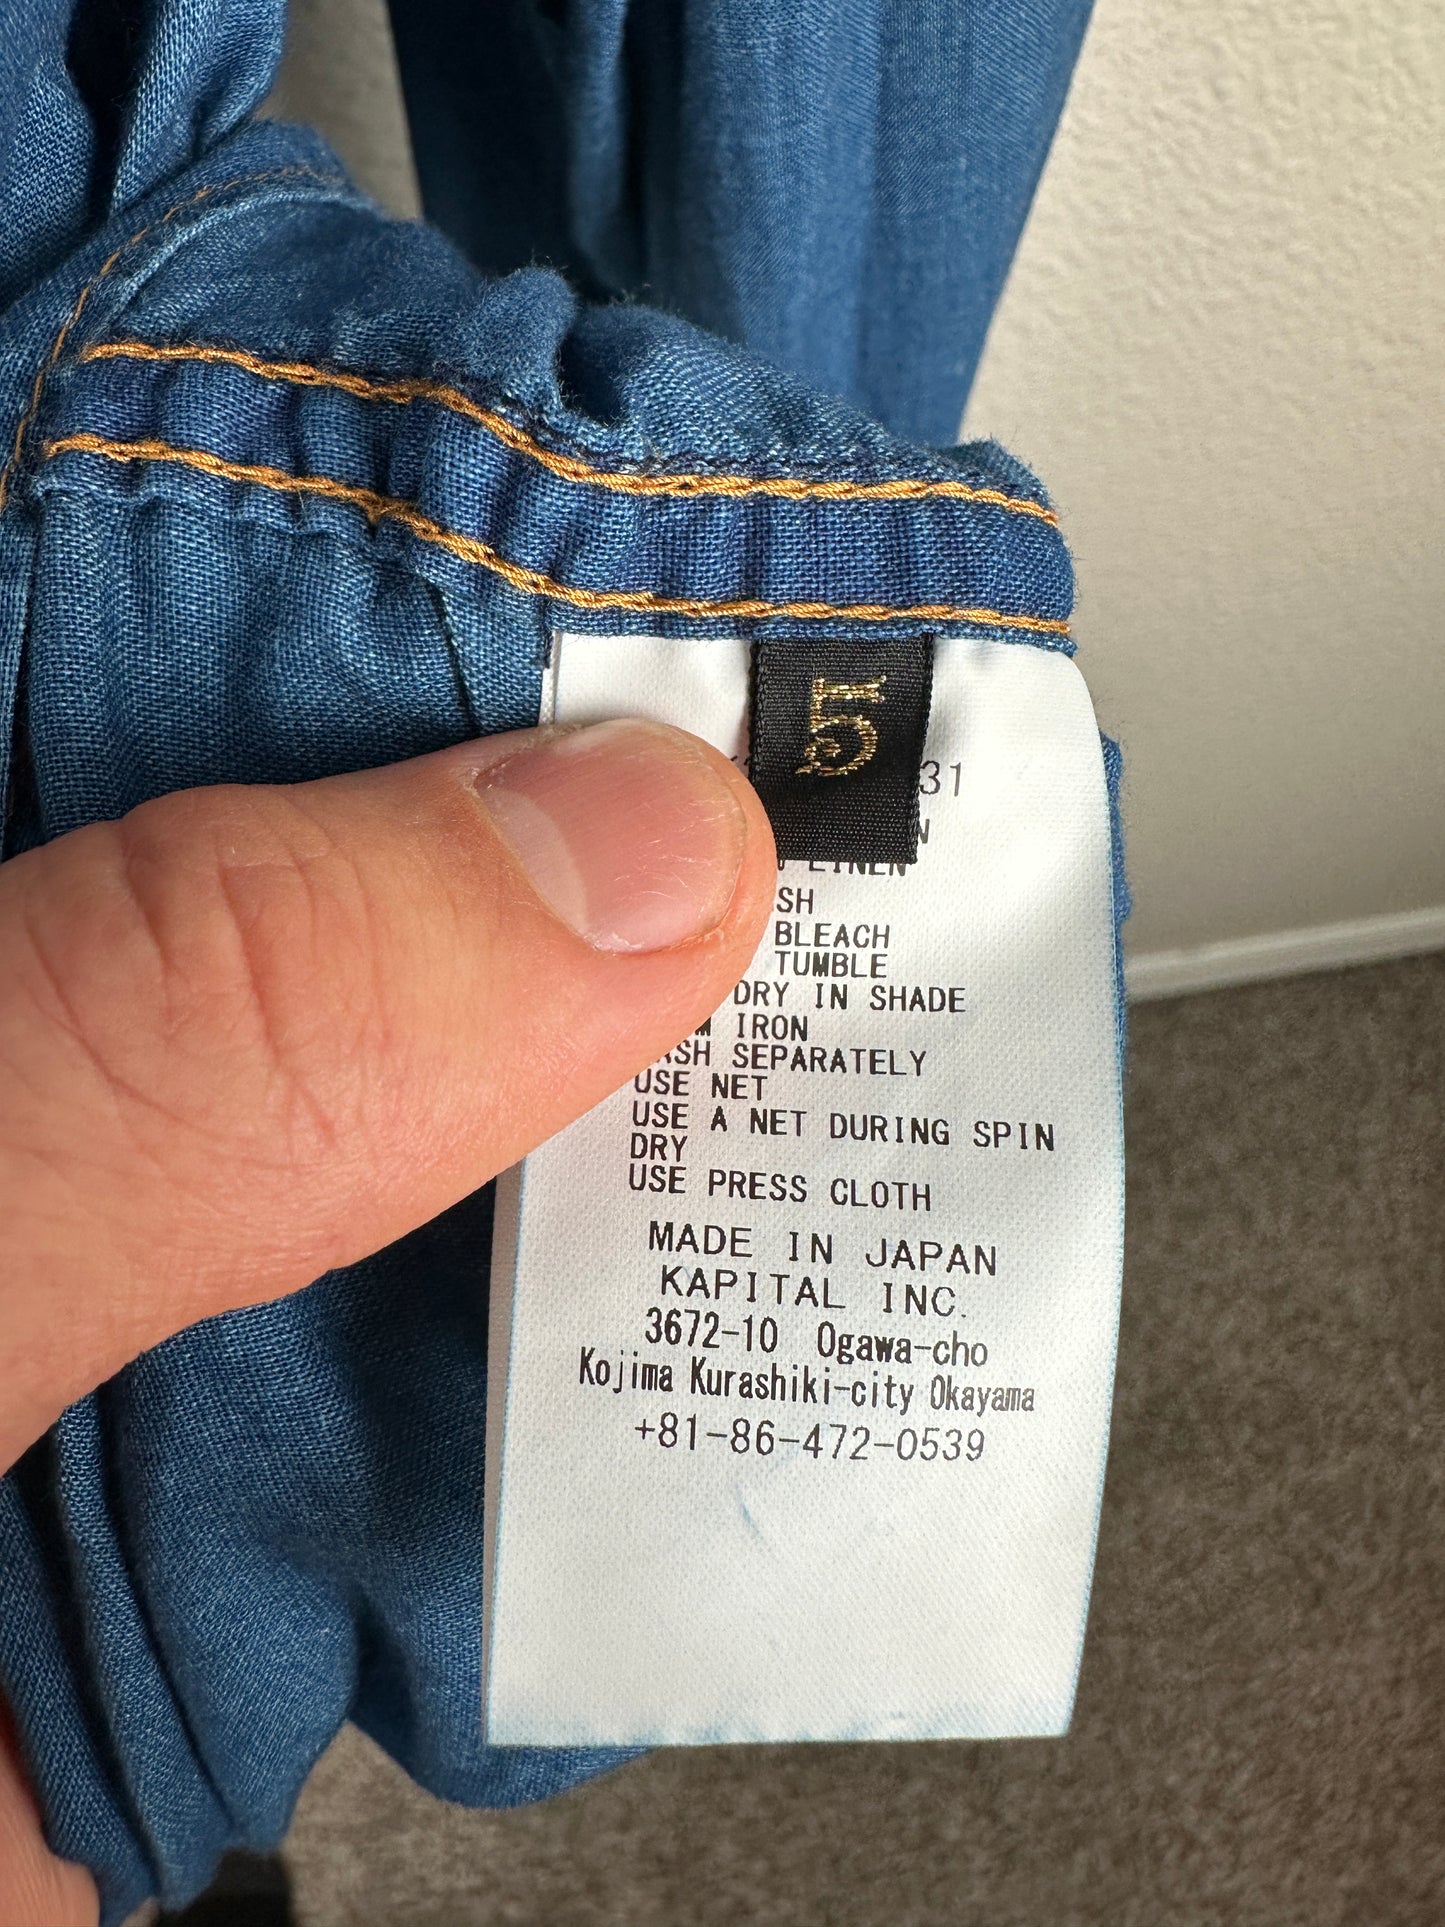 5
31
LINEN
SH
BLEACH
TUMBLE
DRY IN SHADE
IRON
SEPARATELY
USE NET
USE A NET DURING SPIN
DRY
USE PRESS CLOTH
MADE IN JAPAN
KAPITAL INC.
3672-10 Ogawa-cho
Kojima Kurashiki-city Okayama
+81-86-472-0539